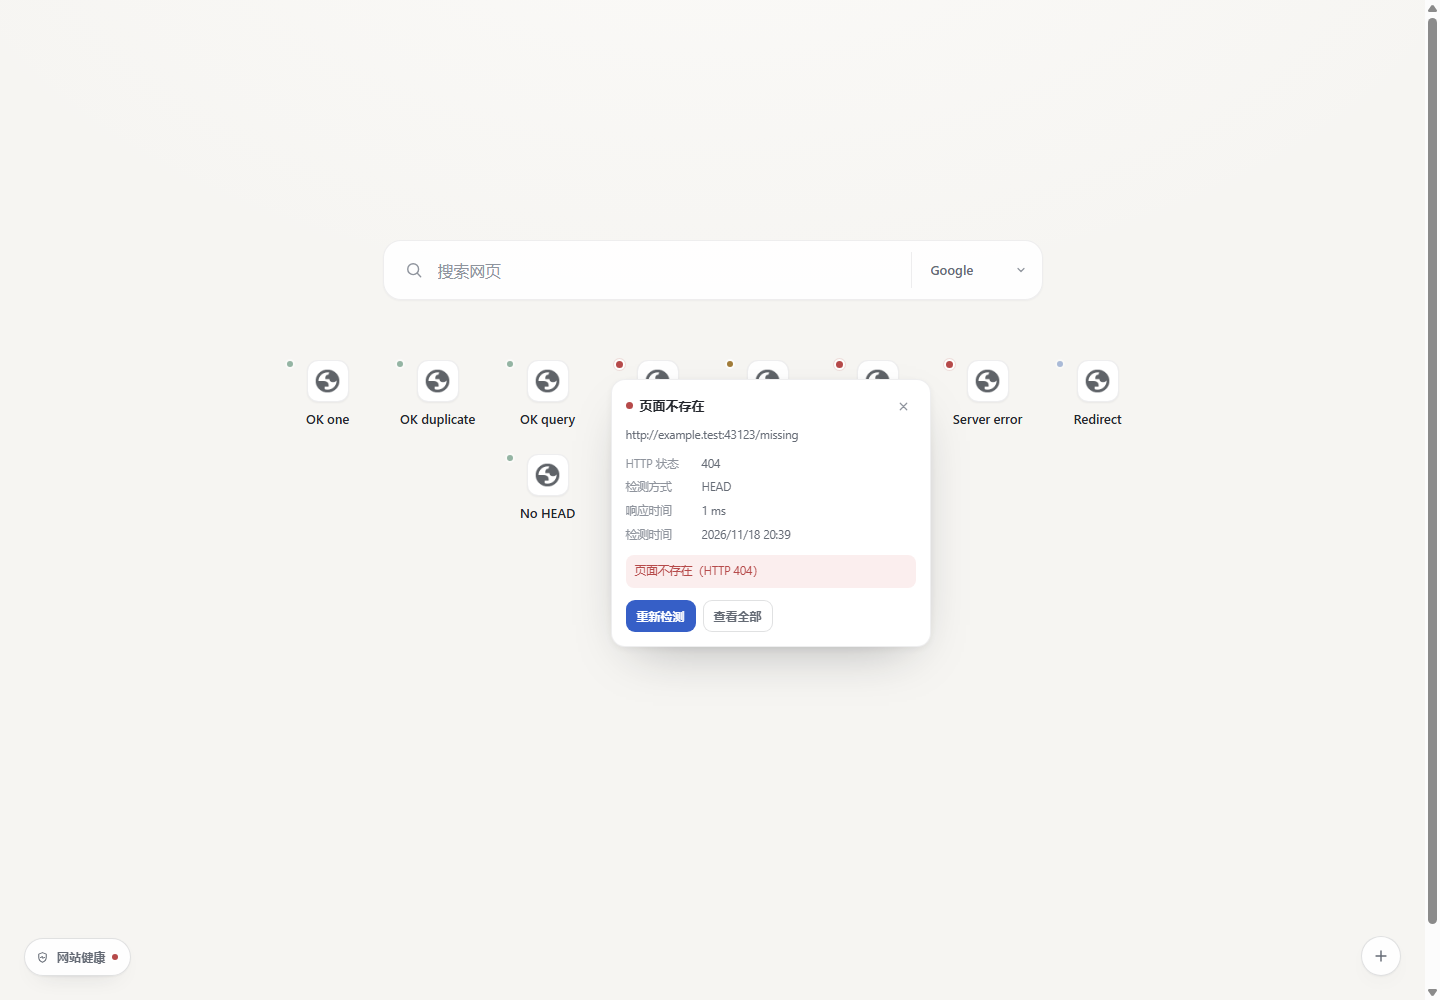 搜索网页
Google
OK one
OK duplicate
OK query
Server error
Redirect
No HEAD
页面不存在
http://example.test:43123/missing
HTTP 状态 404
检测方式 HEAD
响应时间 1 ms
检测时间 2026/11/18 20:39
页面不存在（HTTP 404）
重新检测 查看全部
网站健康